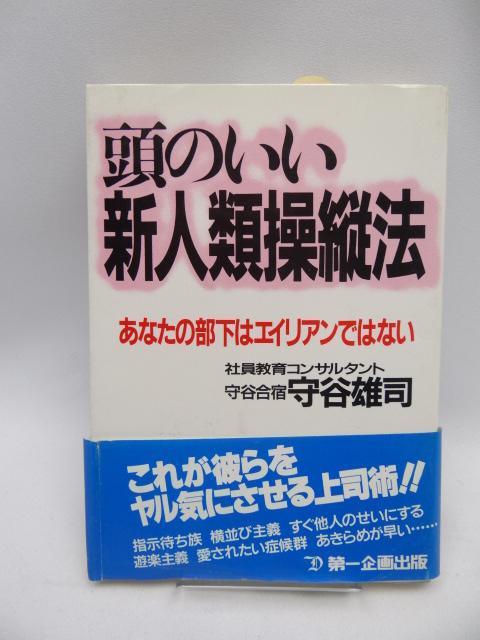 頭のいい
新人類操縦法
あなたの部下はエイリアンではない
社員教育コンサルタント
守谷合宿 守谷雄司
これが彼らを
ヤル気にさせる上司術!!
指示待ち族 横並び主義 すぐ他人のせいにする
遊楽主義 愛されたい症候群 あきらめが早い……
第一企画出版